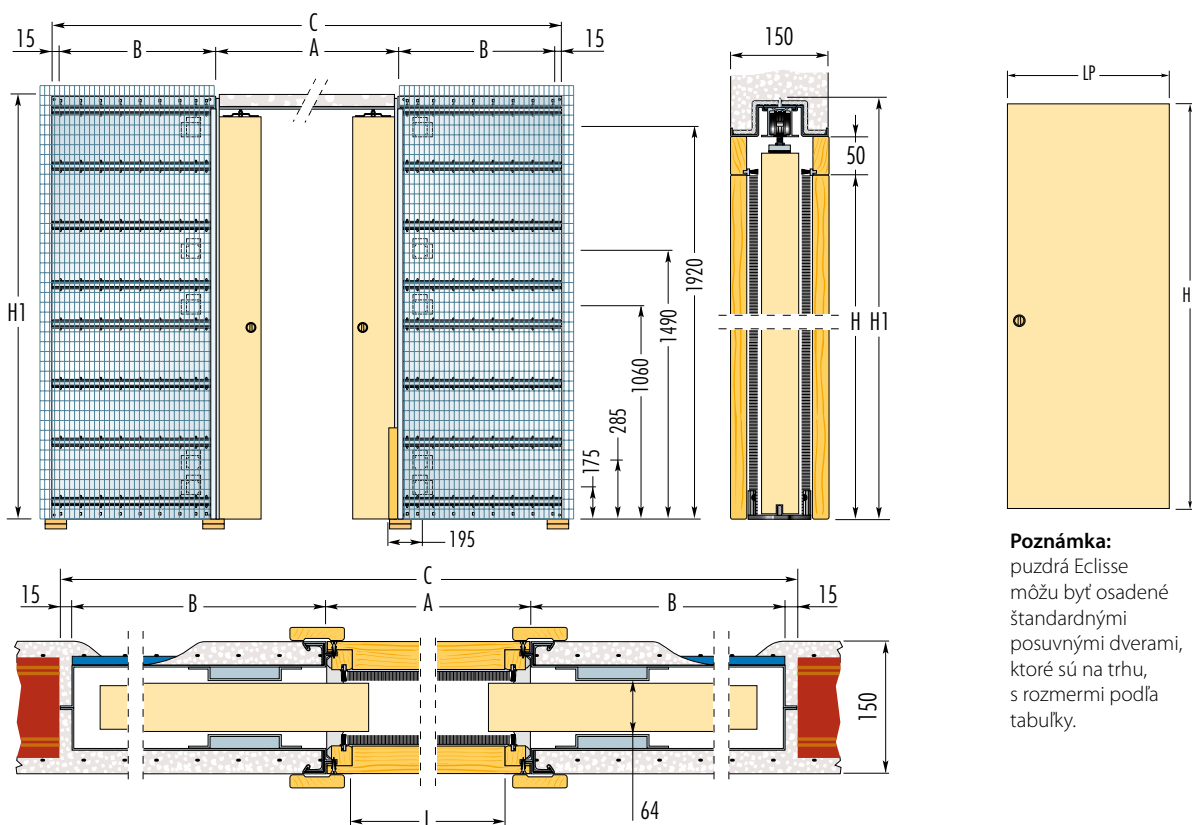 C
15
B
A
B
15
150
LP
50
H1
1920
1490
1060
285
175
H
H1
H
195
Poznámka:
puzdrá Eclisse
môžu byť osadené
štandardnými
posuvnými dverami,
ktoré sú na trhu,
s rozmermi podľa
tabuľky.
C
15
B
A
B
15
150
64